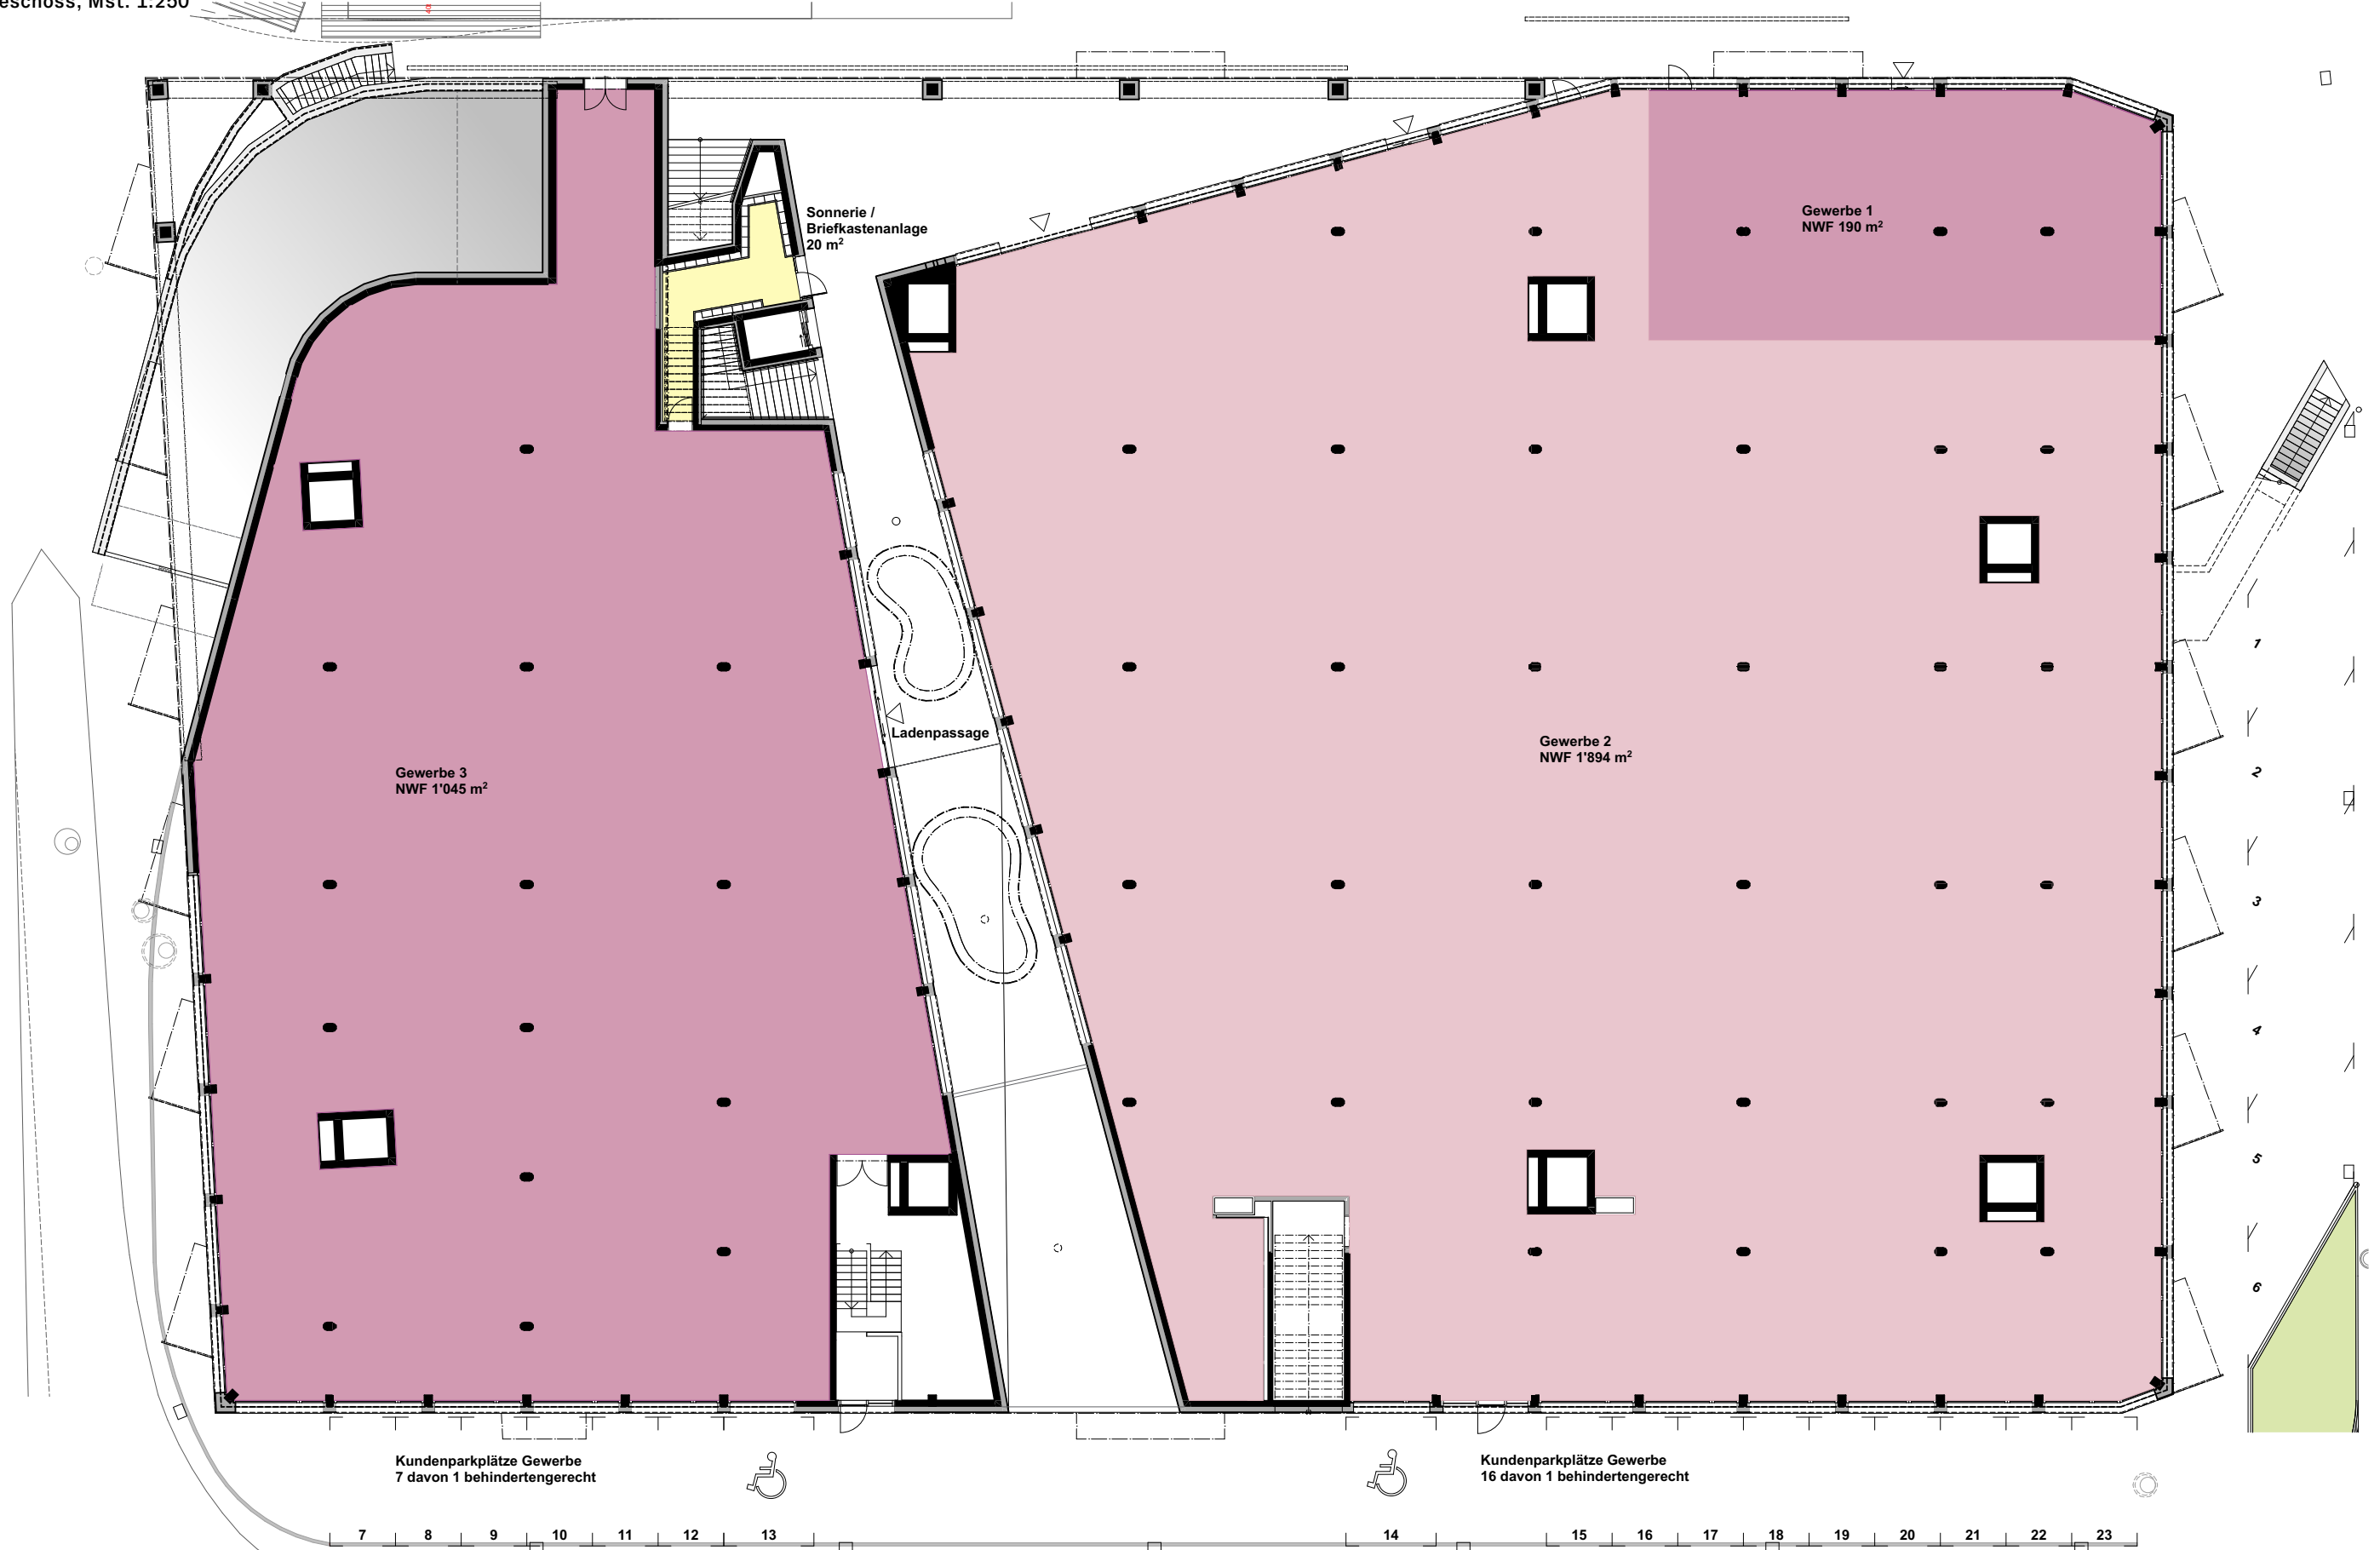 eschoss, Mst. 1:250
Sonnerie /
Briefkastenanlage
20 m²
Gewerbe 1
NWF 190 m²
Ladenpassage
Gewerbe 2
NWF 1'894 m²
Gewerbe 3
NWF 1'045 m²
1
2
3
4
5
6
Kundenparkplätze Gewerbe
7 davon 1 behindertengerecht
Kundenparkplätze Gewerbe
16 davon 1 behindertengerecht
7 8 9 10 11 12 13 14 15 16 17 18 19 20 21 22 23